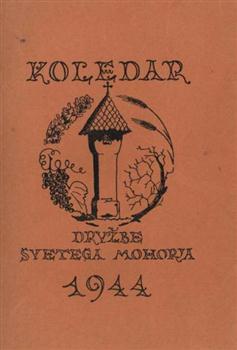 KOLEDAR
DRUŽBE
SVETEGA MOHORJA
1944